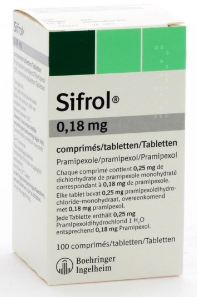 Sifrol®
0,18 mg
comprimés/tabletten/Tabletten
Pramipexole/pramipexol/Pramipexol
Chaque comprimé contient 0,25 mg de
dichlorhydrate de pramipexole monohydraté
correspondant à 0,18 mg de pramipexole.
Elke tablet bevat 0,25 mg pramipexoldihydro-
chloride-monohydraat, overeenkomend
met 0,18 mg pramipexol.
Jede Tablette enthält 0,25 mg
Pramipexoldihydrochlorid 1 H₂O
entsprechend 0,18 mg Pramipexol.
100 comprimés/tabletten/Tabletten
Boehringer
Ingelheim